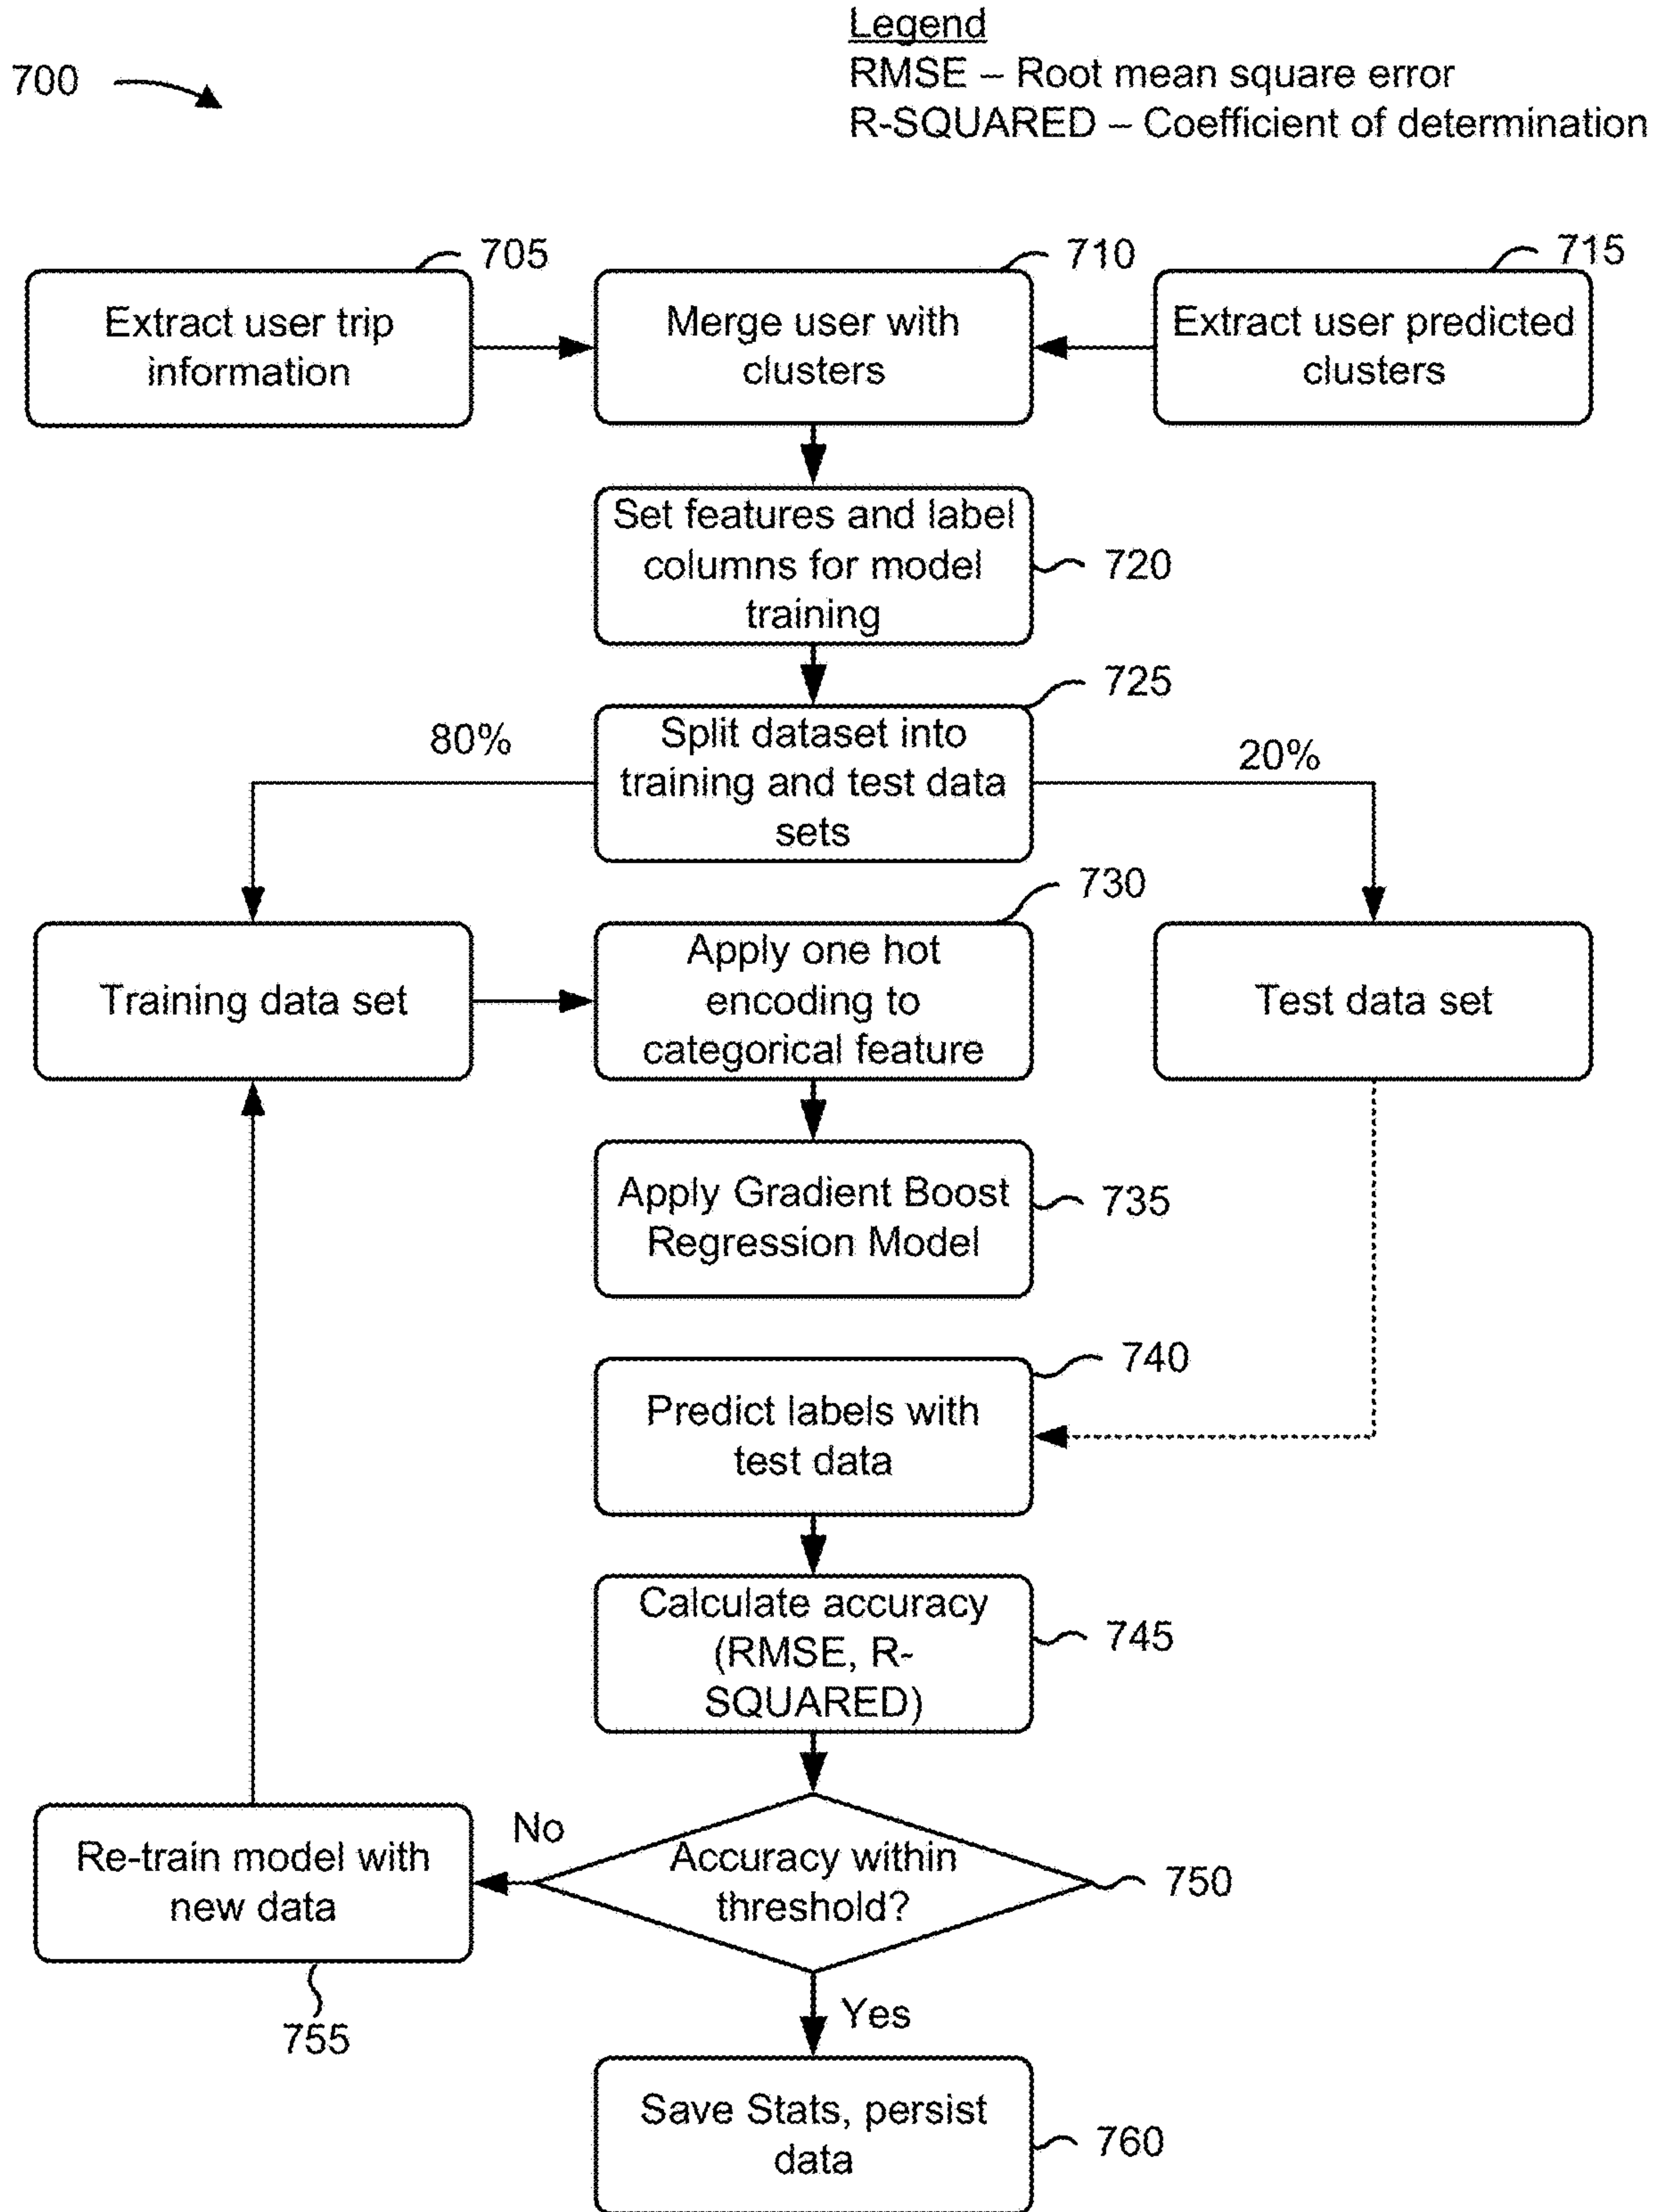 Legend
RMSE – Root mean square error
R-SQUARED – Coefficient of determination
700
705
710
715
Extract user trip
information
Merge user with
clusters
Extract user predicted
clusters
Set features and label
columns for model
training
720
725
80%
Split dataset into
training and test data
sets
20%
730
Training data set
Apply one hot
encoding to
categorical feature
Test data set
Apply Gradient Boost
Regression Model
735
740
Predict labels with
test data
Calculate accuracy
(RMSE, R-
SQUARED)
745
No
Re-train model with
new data
Accuracy within
threshold?
750
755
Yes
Save Stats, persist
data
760